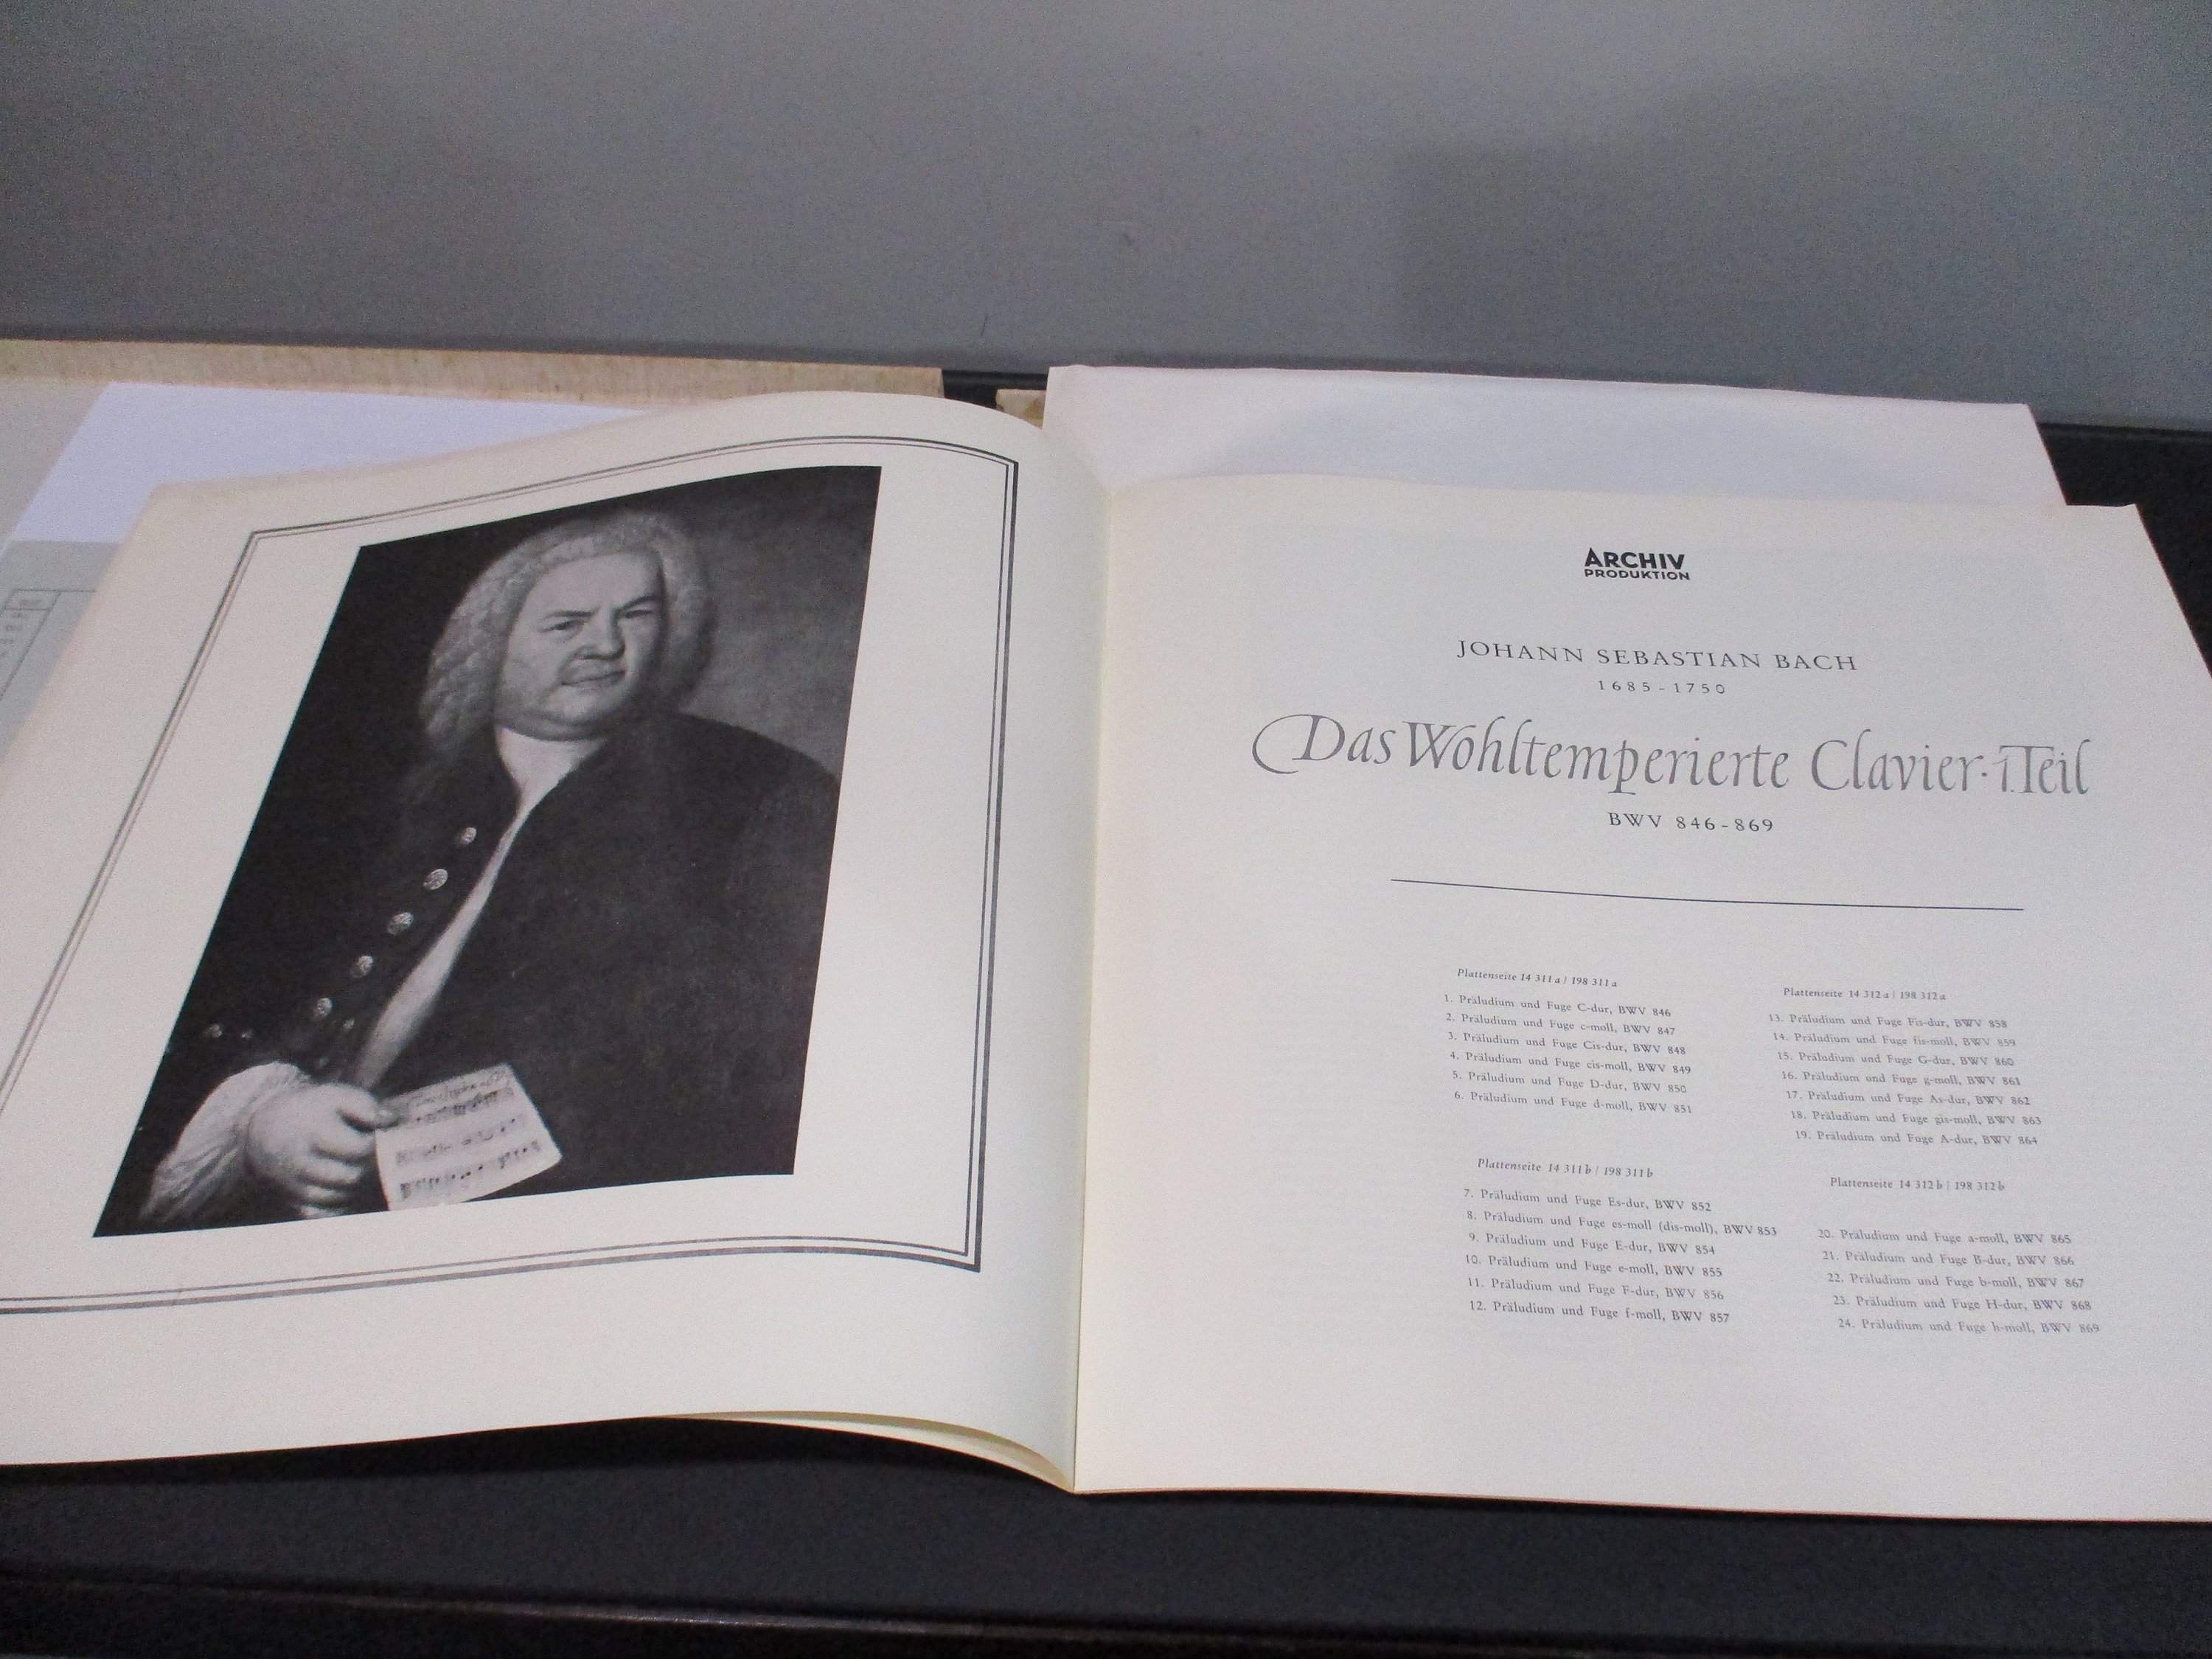 ARCHIV
PRODUKTION
JOHANN SEBASTIAN BACH
1685-1750
Das Wohltemperierte Clavier·1.Teil
BWV 846-869
Plattenseite 14 311 a / 198 311 a
1. Präludium und Fuge C-dur, BWV 846
2. Präludium und Fuge c-moll, BWV 847
3. Präludium und Fuge Cis-dur, BWV 848
4. Präludium und Fuge cis-moll, BWV 849
5. Präludium und Fuge D-dur, BWV 850
6. Präludium und Fuge d-moll, BWV 851
Plattenseite 14 311 b / 198 311 b
7. Präludium und Fuge Es-dur, BWV 852
8. Präludium und Fuge es-moll (dis-moll), BWV 853
9. Präludium und Fuge E-dur, BWV 854
10. Präludium und Fuge e-moll, BWV 855
11. Präludium und Fuge F-dur, BWV 856
12. Präludium und Fuge f-moll, BWV 857
Plattenseite 14 312 a / 198 312 a
13. Präludium und Fuge Fis-dur, BWV 858
14. Präludium und Fuge fis-moll, BWV 859
15. Präludium und Fuge G-dur, BWV 860
16. Präludium und Fuge g-moll, BWV 861
17. Präludium und Fuge As-dur, BWV 862
18. Präludium und Fuge gis-moll, BWV 863
19. Präludium und Fuge A-dur, BWV 864
Plattenseite 14 312 b / 198 312 b
20. Präludium und Fuge a-moll, BWV 865
21. Präludium und Fuge B-dur, BWV 866
22. Präludium und Fuge b-moll, BWV 867
23. Präludium und Fuge H-dur, BWV 868
24. Präludium und Fuge h-moll, BWV 869